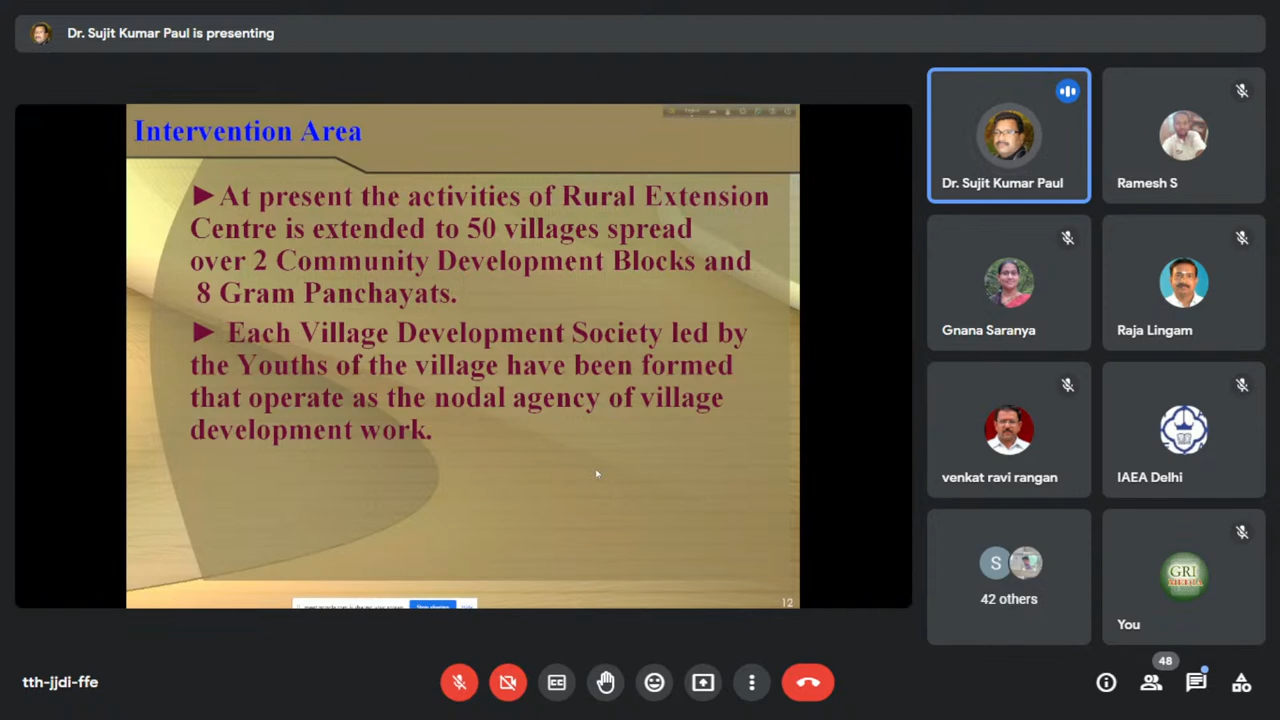 Dr. Sujit Kumar Paul is presenting
Intervention Area
►At present the activities of Rural Extension
Centre is extended to 50 villages spread
over 2 Community Development Blocks and
8 Gram Panchayats.
► Each Village Development Society led by
the Youths of the village have been formed
that operate as the nodal agency of village
development work.
12
Dr. Sujit Kumar Paul
Ramesh S
Gnana Saranya
Raja Lingam
venkat ravi rangan
IAEA Delhi
S
42 others
GRI
You
tth-jjdi-ffe
CC
48